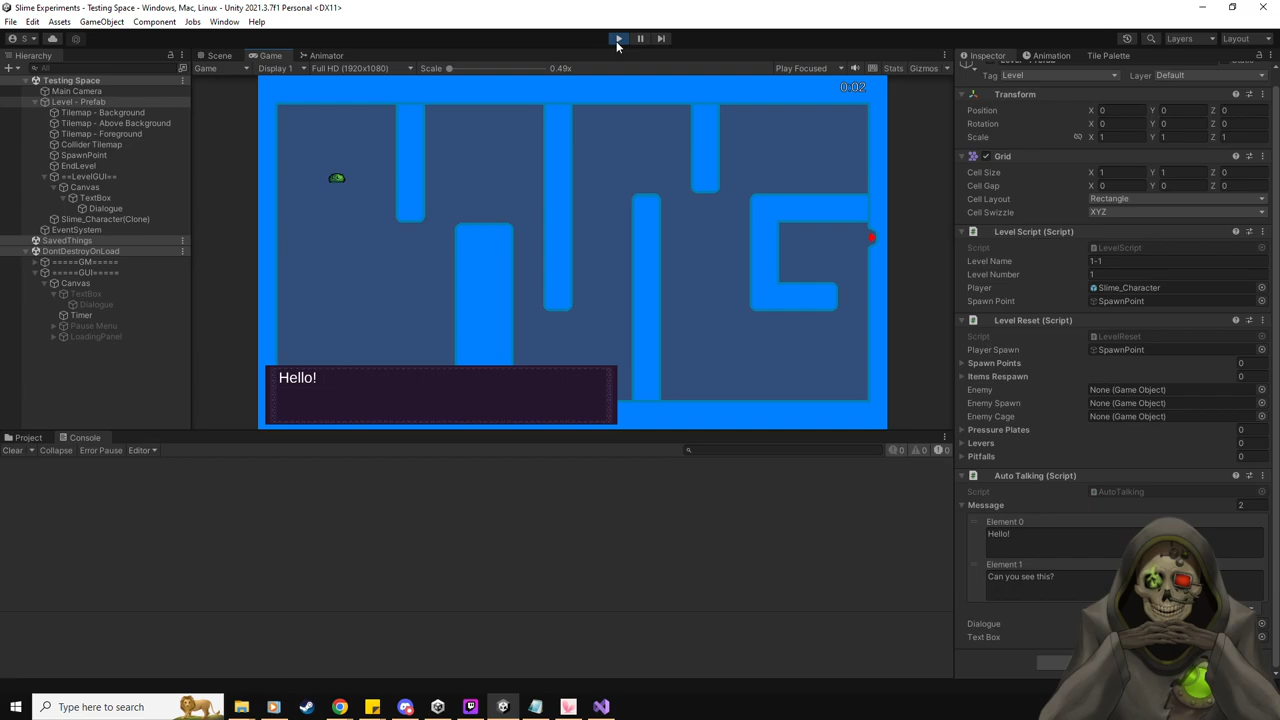 Slime Experiments - Testing Space - Windows, Mac, Linux - Unity 2021.3.7f1 Personal <DX11>
File Edit Assets GameObject Component Jobs Window Help
S Layers Layout
Hierarchy Scene Game Animator Inspector Animation Tile Palette
All Game Display 1 Full HD (1920x1080) Scale 0.49x Play Focused Stats Gizmos
Tag Level Layer Default
Testing Space
Main Camera
Level - Prefab
Tilemap - Background
Tilemap - Above Background
Tilemap - Foreground
Collider Tilemap
SpawnPoint
EndLevel
==LevelGUI==
Canvas
TextBox
Dialogue
Slime_Character(Clone)
EventSystem
SavedThings
DontDestroyOnLoad
=====GM=====
=====GUI=====
Canvas
TextBox
Dialogue
Timer
Pause Menu
LoadingPanel
0:02
Hello!
Transform
Position X 0 Y 0 Z 0
Rotation X 0 Y 0 Z 0
Scale X 1 Y 1 Z 1
Grid
Cell Size X 1 Y 1 Z 0
Cell Gap X 0 Y 0 Z 0
Cell Layout Rectangle
Cell Swizzle XYZ
Level Script (Script)
Script LevelScript
Level Name 1-1
Level Number 1
Player Slime_Character
Spawn Point SpawnPoint
Level Reset (Script)
Script LevelReset
Player Spawn SpawnPoint
Spawn Points 0
Items Respawn 0
Enemy None (Game Object)
Enemy Spawn None (Game Object)
Enemy Cage None (Game Object)
Pressure Plates 0
Levers 0
Pitfalls 0
Auto Talking (Script)
Script AutoTalking
Message 2
Element 0
Hello!
Element 1
Can you see this?
Dialogue
Text Box
Project Console
Clear Collapse Error Pause Editor 0 0 0
Type here to search